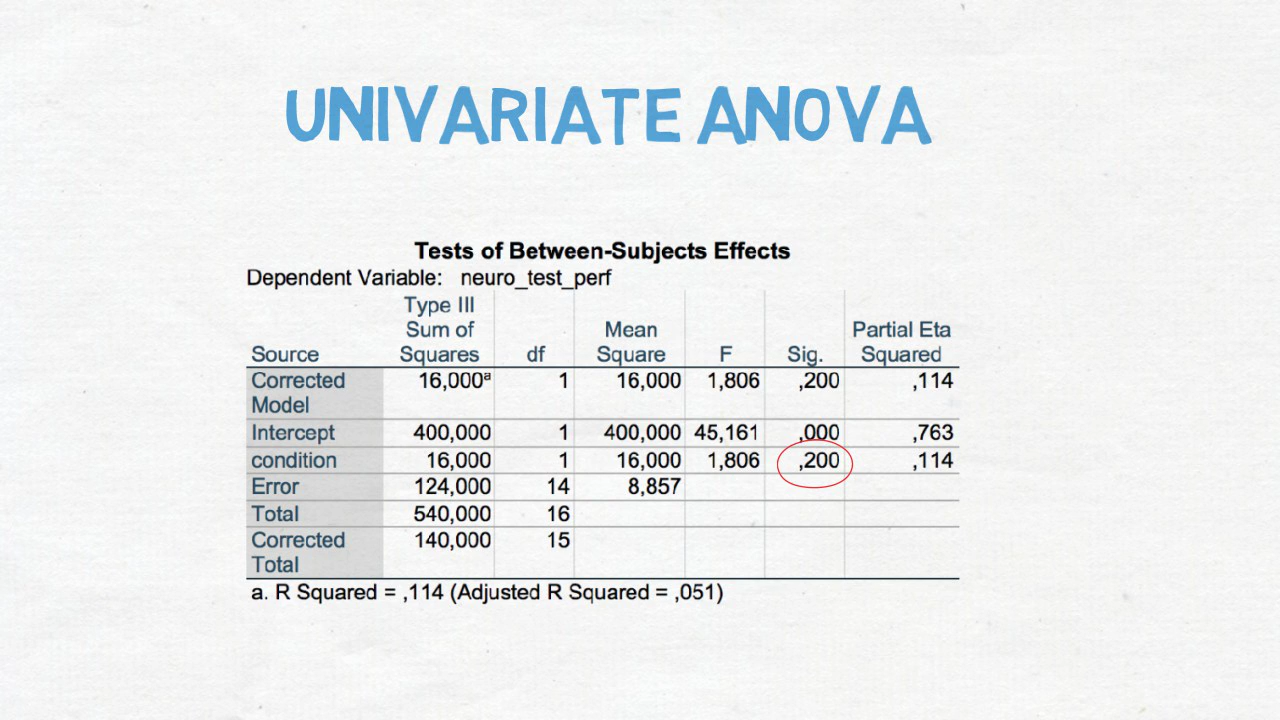 UNIVARIATE ANOVA
Tests of Between-Subjects Effects
Dependent Variable: neuro_test_perf
Source Type III Sum of Squares df Mean Square F Sig. Partial Eta Squared
Corrected Model 16,000a 1 16,000 1,806 ,200 ,114
Intercept 400,000 1 400,000 45,161 ,000 ,763
condition 16,000 1 16,000 1,806 ,200 ,114
Error 124,000 14 8,857
Total 540,000 16
Corrected Total 140,000 15
a. R Squared = ,114 (Adjusted R Squared = ,051)